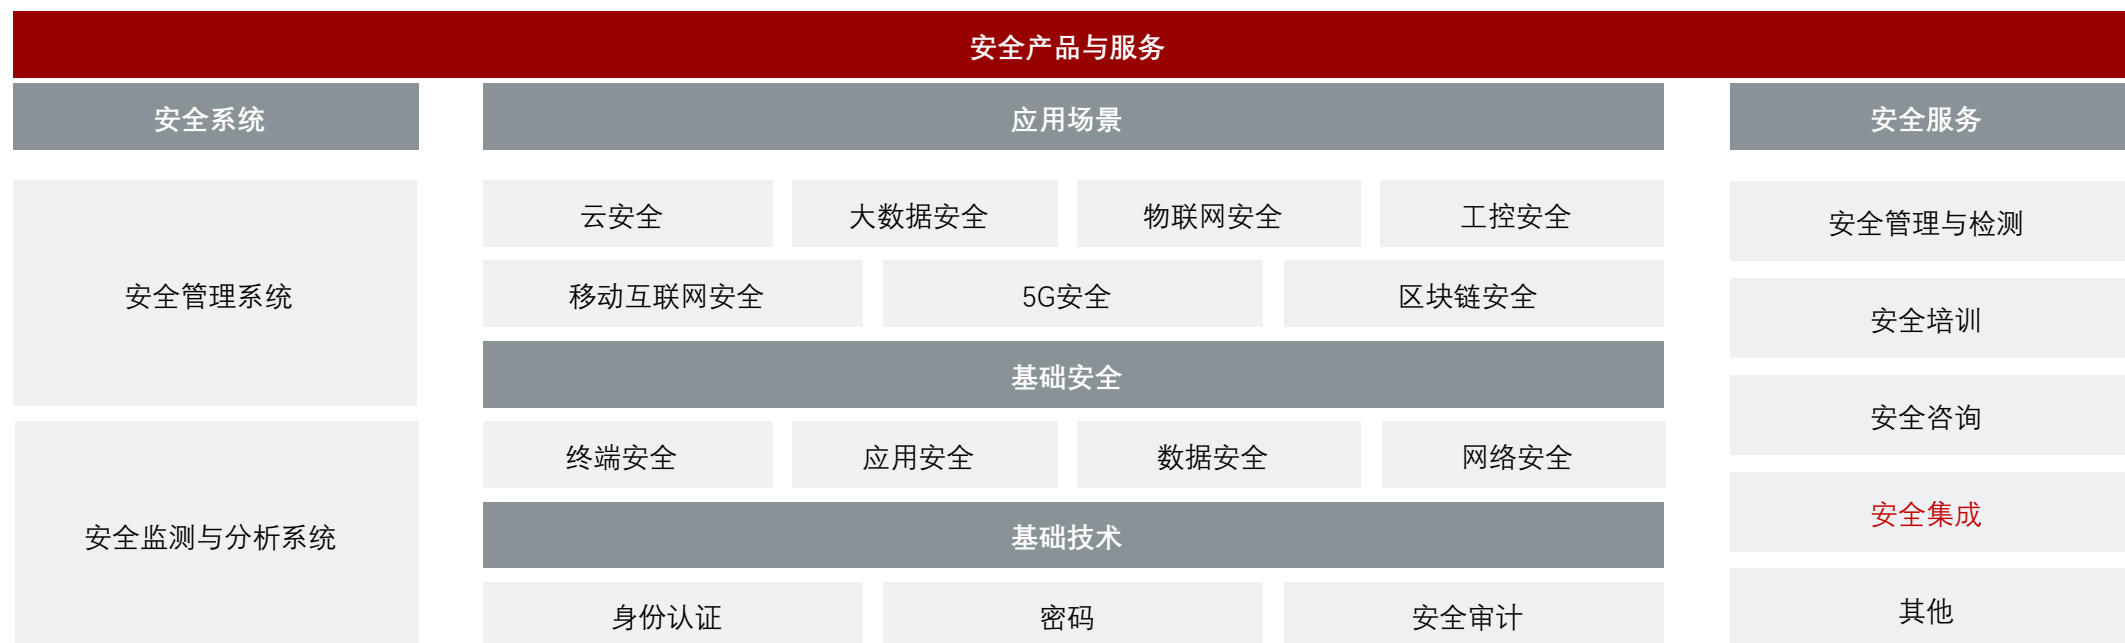 安全产品与服务
安全系统
应用场景
安全服务
安全管理系统
安全监测与分析系统
云安全
大数据安全
物联网安全
工控安全
移动互联网安全
5G安全
区块链安全
基础安全
终端安全
应用安全
数据安全
网络安全
基础技术
身份认证
密码
安全审计
安全管理与检测
安全培训
安全咨询
安全集成
其他